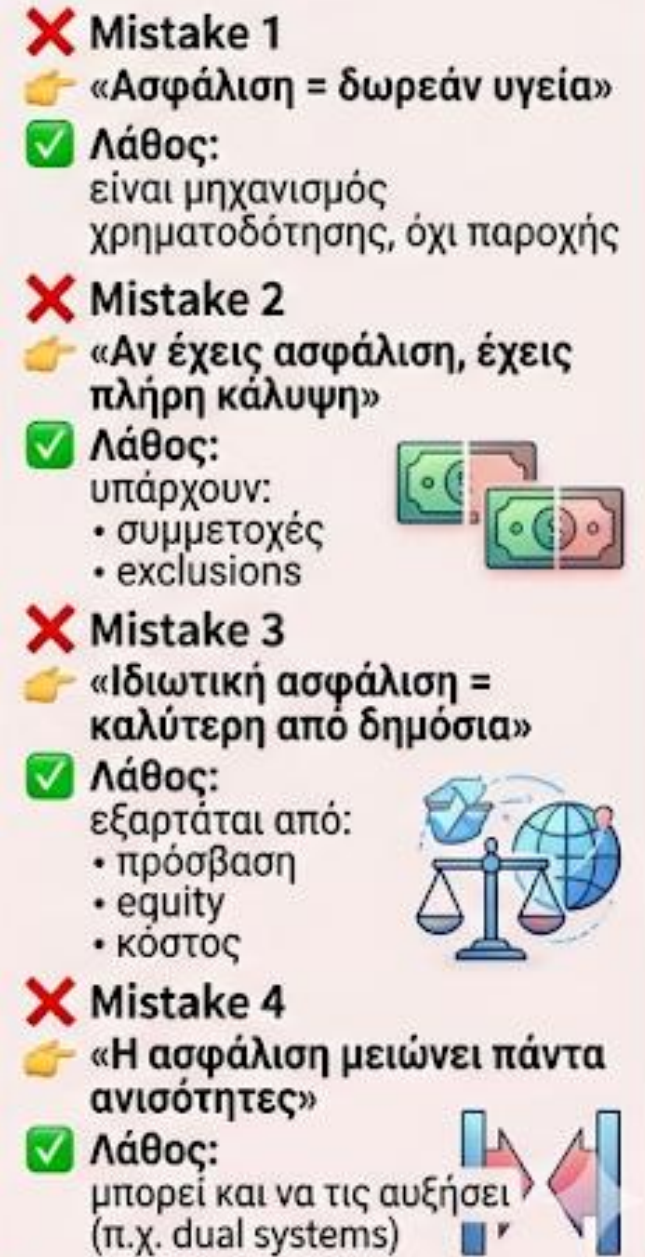 ❌ Mistake 1
👉 «Ασφάλιση = δωρεάν υγεία»
✅ Λάθος:
είναι μηχανισμός
χρηματοδότησης, όχι παροχής
❌ Mistake 2
👉 «Αν έχεις ασφάλιση, έχεις
πλήρη κάλυψη»
✅ Λάθος:
υπάρχουν:
• συμμετοχές
• exclusions
❌ Mistake 3
👉 «Ιδιωτική ασφάλιση =
καλύτερη από δημόσια»
✅ Λάθος:
εξαρτάται από:
• πρόσβαση
• equity
• κόστος
❌ Mistake 4
👉 «Η ασφάλιση μειώνει πάντα
ανισότητες»
✅ Λάθος:
μπορεί και να τις αυξήσει
(π.χ. dual systems)